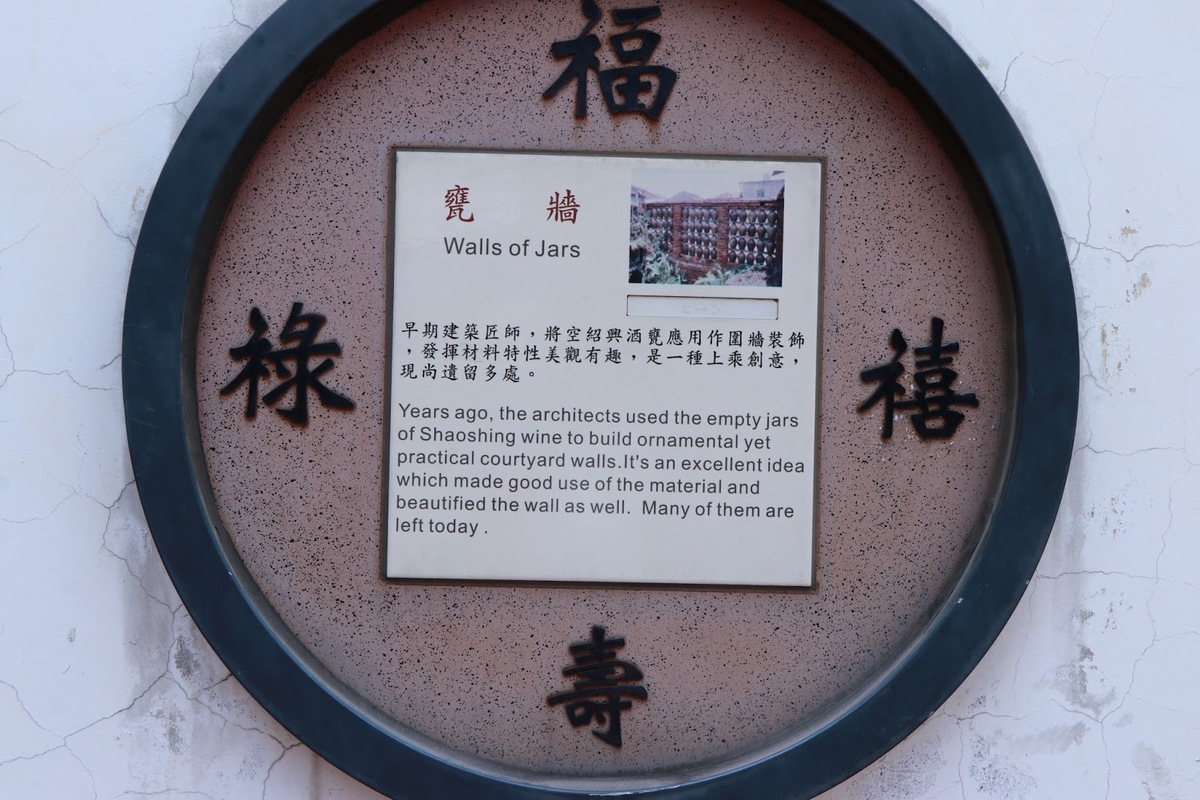 福
甕 牆
Walls of Jars
祿
禧
早期建築匠師，將空紹興酒甕應用作圍牆裝飾
，發揮材料特性美觀有趣，是一種上乘創意，
現尚遺留多處。
Years ago, the architects used the empty jars
of Shaoshing wine to build ornamental yet
practical courtyard walls.It's an excellent idea
which made good use of the material and
beautified the wall as well. Many of them are
left today .
壽